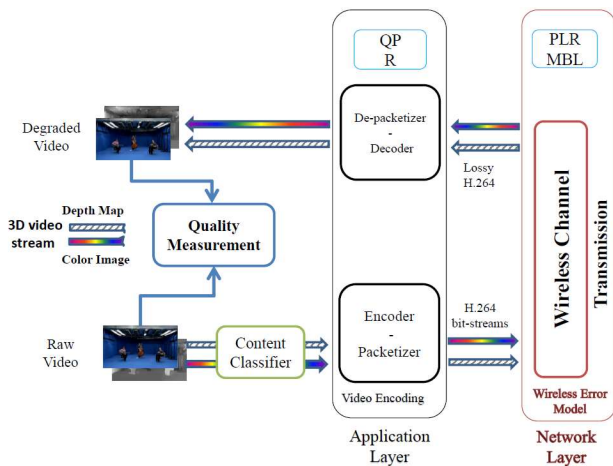 QP
R
PLR
MBL
Degraded
Video
De-packetizer
-
Decoder
Lossy
H.264
Depth Map
3D video
stream
Color Image
Quality
Measurement
Wireless Channel
Transmission
Raw
Video
Content
Classifier
Encoder
-
Packetizer
H.264
bit-streams
Video Encoding
Wireless Error
Model
Application
Layer
Network
Layer